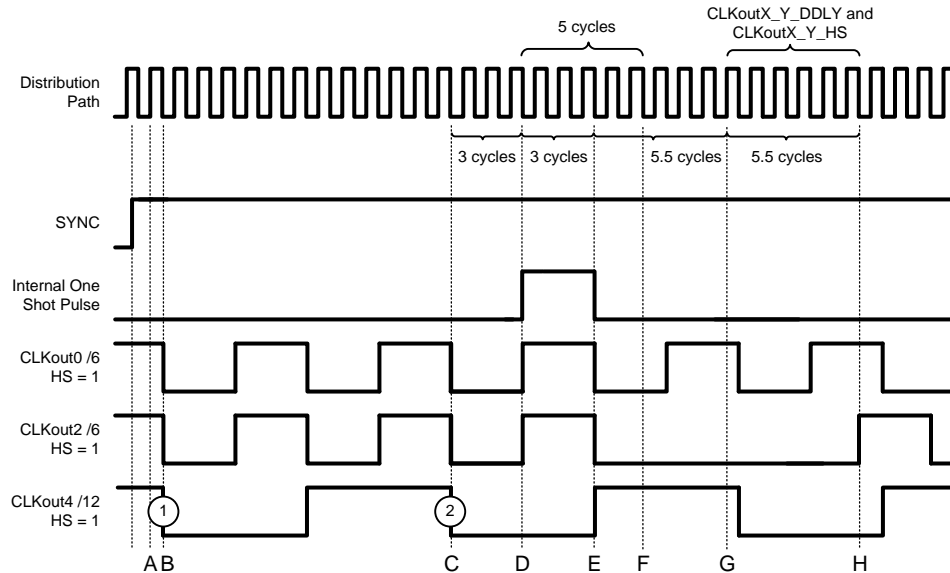 CLKoutX_Y_DDLY and
CLKoutX_Y_HS
5 cycles
Distribution
Path
3 cycles
3 cycles
5.5 cycles
5.5 cycles
SYNC
Internal One
Shot Pulse
CLKout0 /6
HS = 1
CLKout2 /6
HS = 1
CLKout4 /12
HS = 1
1
2
A B C D E F G H